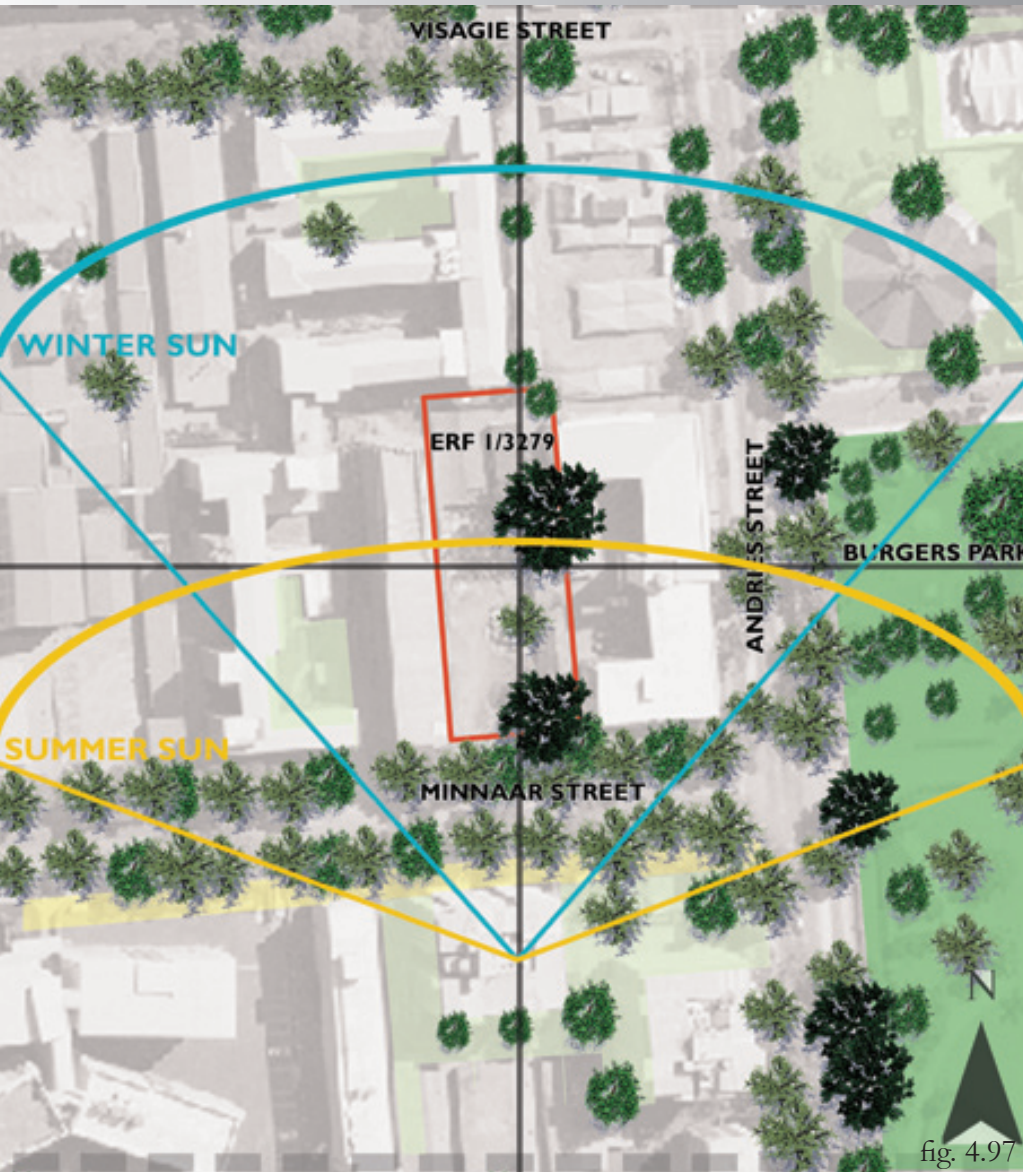 VISAGIE STREET
WINTER SUN
ERF 1/3279
ANDRIES STREET
BURGERS PARK
SUMMER SUN
MINNAAR STREET
N
fig. 4.97